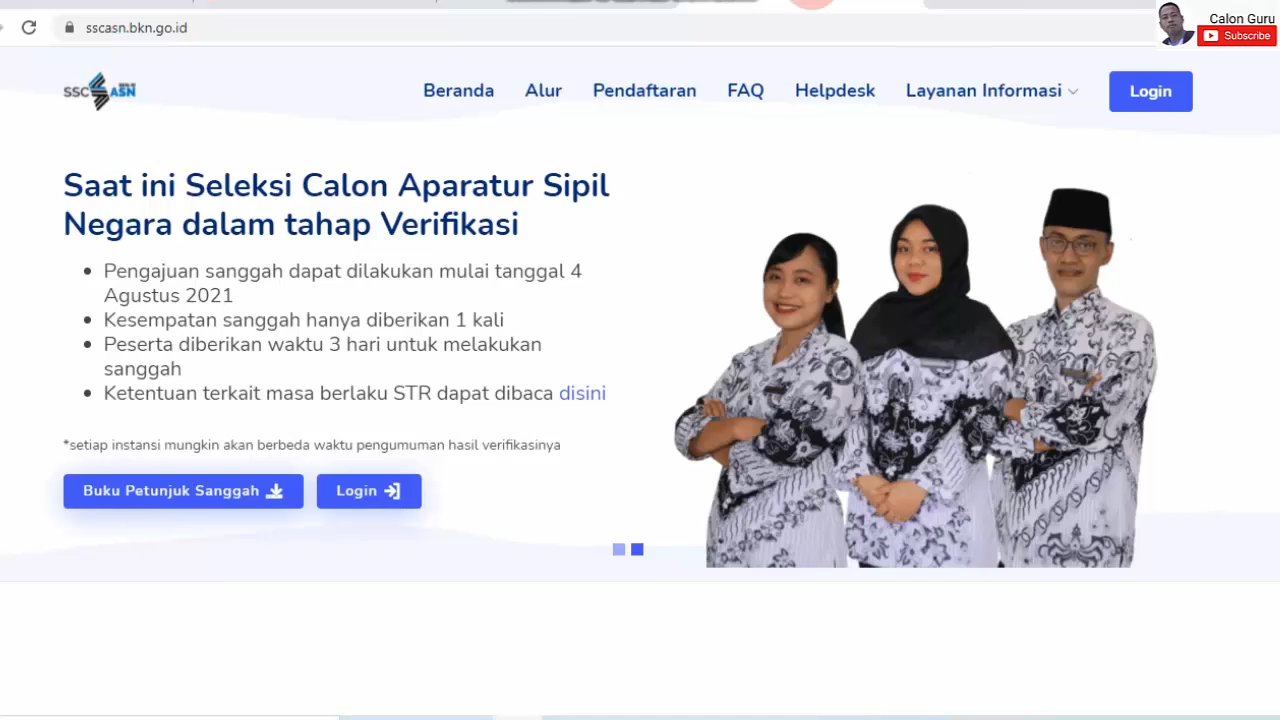 sscasn.bkn.go.id
Calon Guru
Subscribe
SSC ASN
Beranda Alur Pendaftaran FAQ Helpdesk Layanan Informasi Login
Saat ini Seleksi Calon Aparatur Sipil
Negara dalam tahap Verifikasi
Pengajuan sanggah dapat dilakukan mulai tanggal 4
Agustus 2021
Kesempatan sanggah hanya diberikan 1 kali
Peserta diberikan waktu 3 hari untuk melakukan
sanggah
Ketentuan terkait masa berlaku STR dapat dibaca disini
*setiap instansi mungkin akan berbeda waktu pengumuman hasil verifikasinya
Buku Petunjuk Sanggah Login